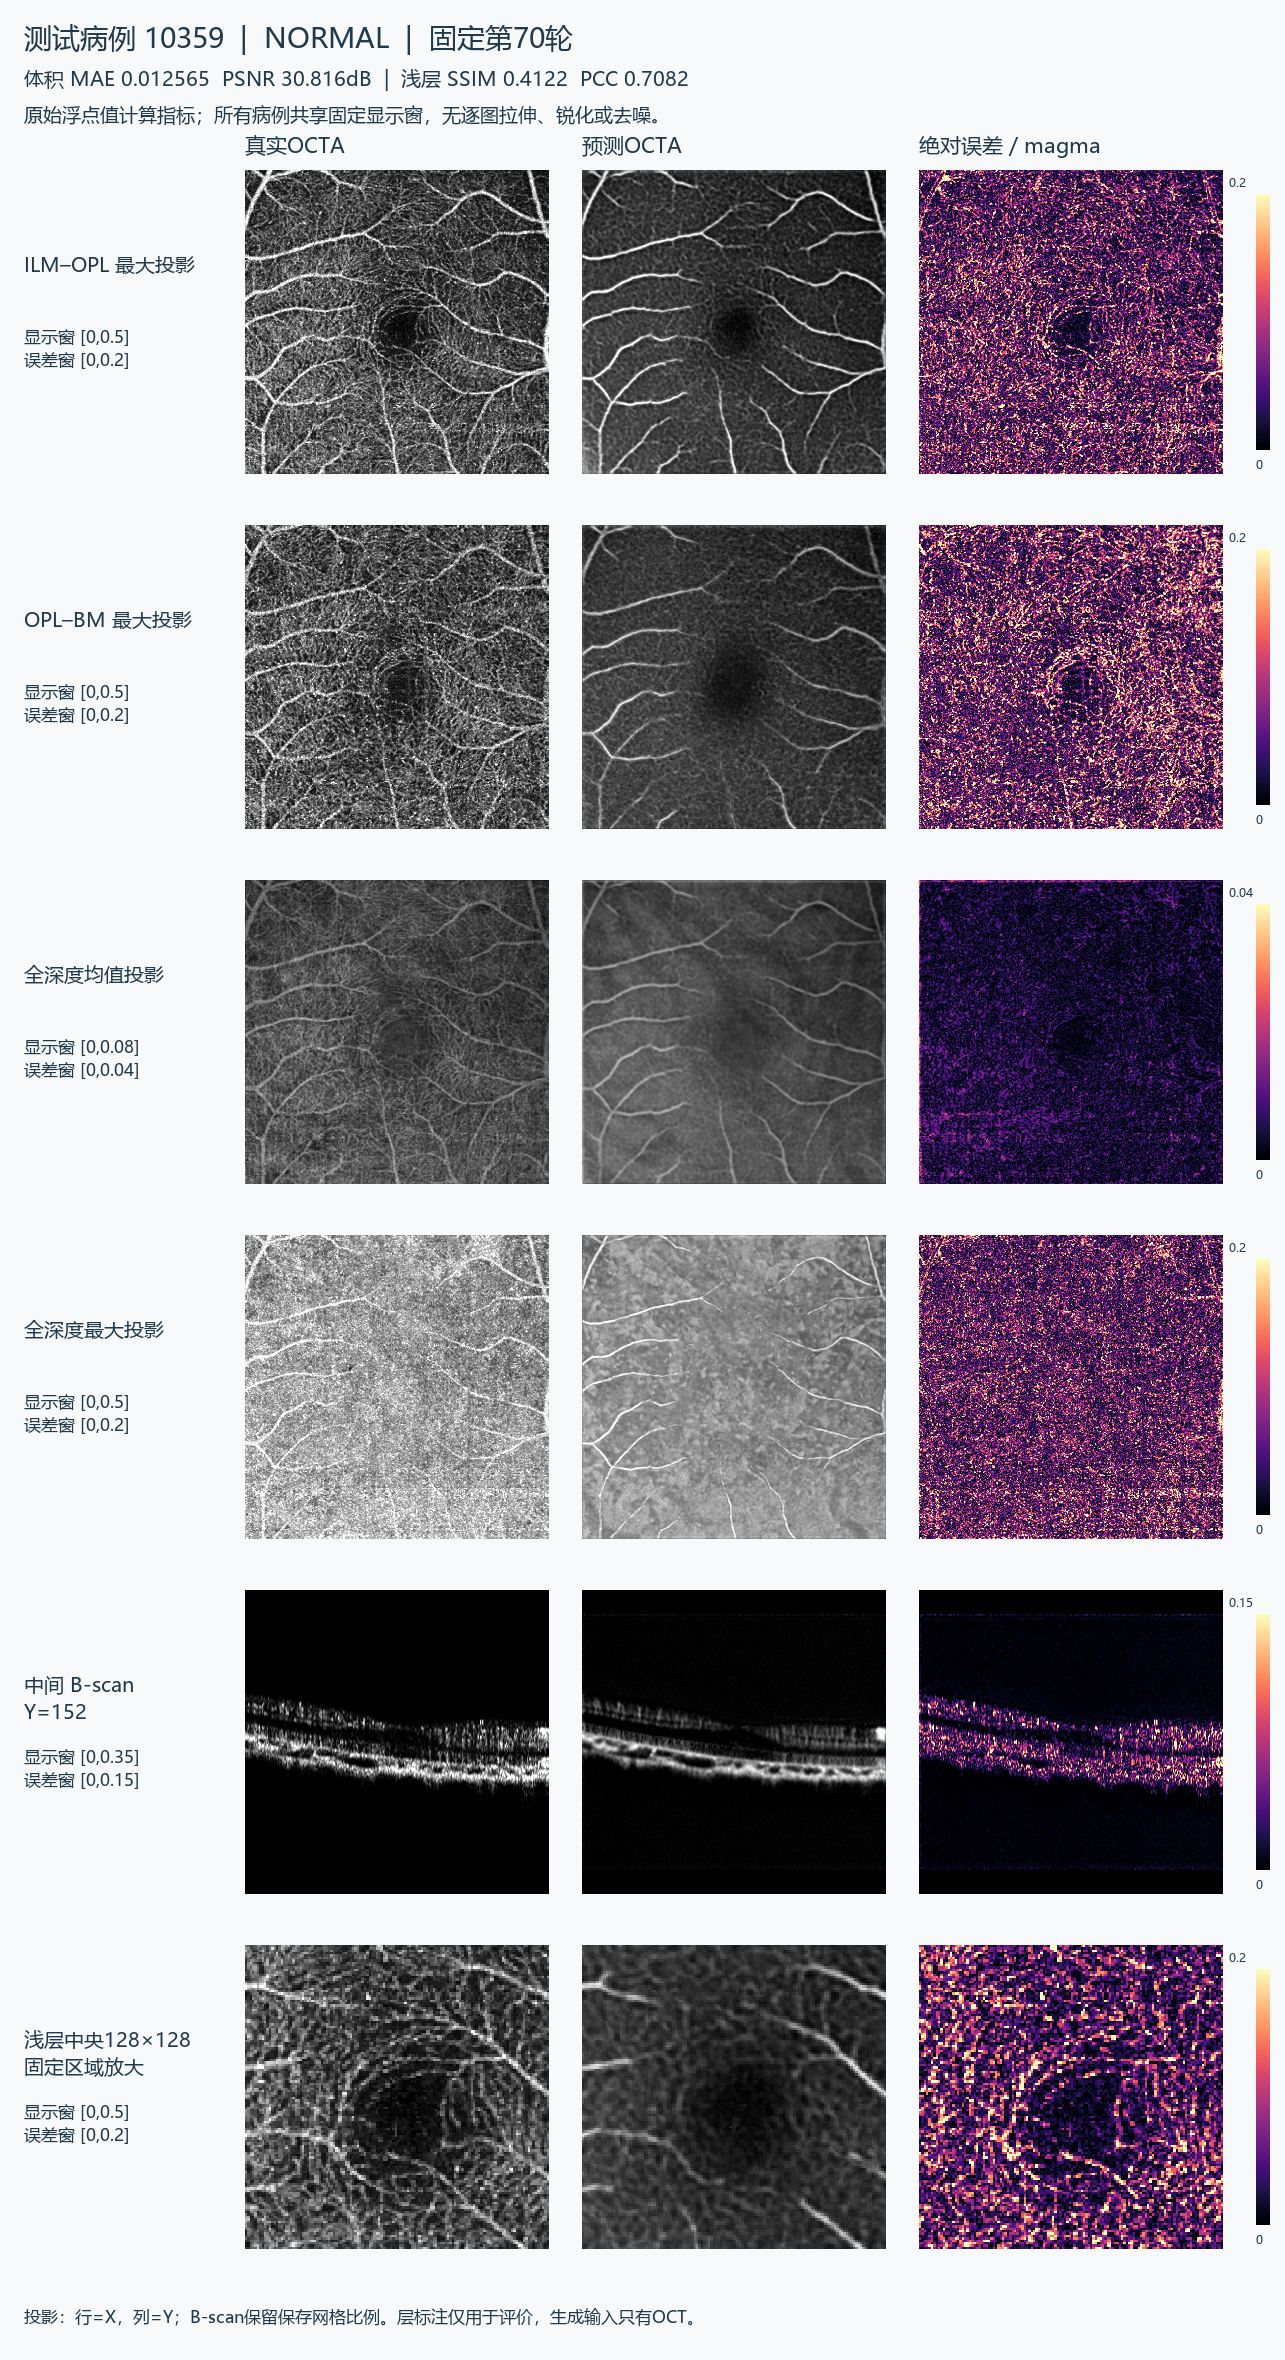 测试病例 10359 | NORMAL | 固定第70轮
体积 MAE 0.012565 PSNR 30.816dB | 浅层 SSIM 0.4122 PCC 0.7082
原始浮点值计算指标；所有病例共享固定显示窗，无逐图拉伸、锐化或去噪。
真实OCTA 预测OCTA 绝对误差 / magma
ILM–OPL 最大投影
显示窗 [0,0.5]
误差窗 [0,0.2]
0.2
0
OPL–BM 最大投影
显示窗 [0,0.5]
误差窗 [0,0.2]
0.2
0
全深度均值投影
显示窗 [0,0.08]
误差窗 [0,0.04]
0.04
0
全深度最大投影
显示窗 [0,0.5]
误差窗 [0,0.2]
0.2
0
中间 B-scan
Y=152
显示窗 [0,0.35]
误差窗 [0,0.15]
0.15
0
浅层中央128×128
固定区域放大
显示窗 [0,0.5]
误差窗 [0,0.2]
0.2
0
投影：行=X，列=Y；B-scan保留保存网格比例。层标注仅用于评价，生成输入只有OCT。